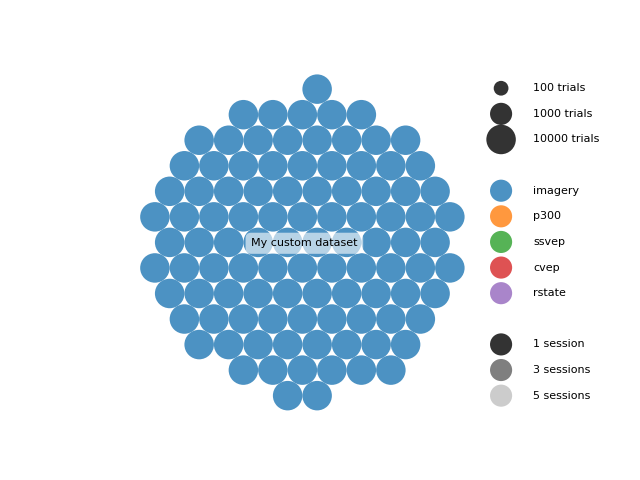 My custom dataset
100 trials
1000 trials
10000 trials
imagery
p300
ssvep
cvep
rstate
1 session
3 sessions
5 sessions